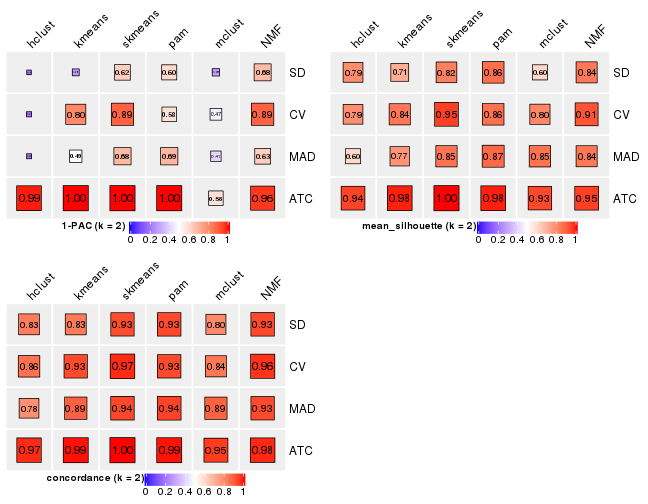 hclust kmeans skmeans pam mclust NMF
0.62 0.60 0.68 SD
0.80 0.89 0.58 0.47 0.89 CV
0.49 0.68 0.69 0.41 0.63 MAD
0.99 1.00 1.00 1.00 0.58 0.96 ATC
1-PAC (k = 2)
0 0.2 0.4 0.6 0.8 1
hclust kmeans skmeans pam mclust NMF
0.79 0.71 0.82 0.86 0.60 0.84 SD
0.79 0.84 0.95 0.86 0.80 0.91 CV
0.60 0.77 0.85 0.87 0.85 0.84 MAD
0.94 0.98 1.00 0.98 0.93 0.95 ATC
mean_silhouette (k = 2)
0 0.2 0.4 0.6 0.8 1
hclust kmeans skmeans pam mclust NMF
0.83 0.83 0.93 0.93 0.80 0.93 SD
0.86 0.93 0.97 0.93 0.84 0.96 CV
0.78 0.89 0.94 0.94 0.89 0.93 MAD
0.97 0.99 1.00 0.99 0.95 0.98 ATC
concordance (k = 2)
0 0.2 0.4 0.6 0.8 1